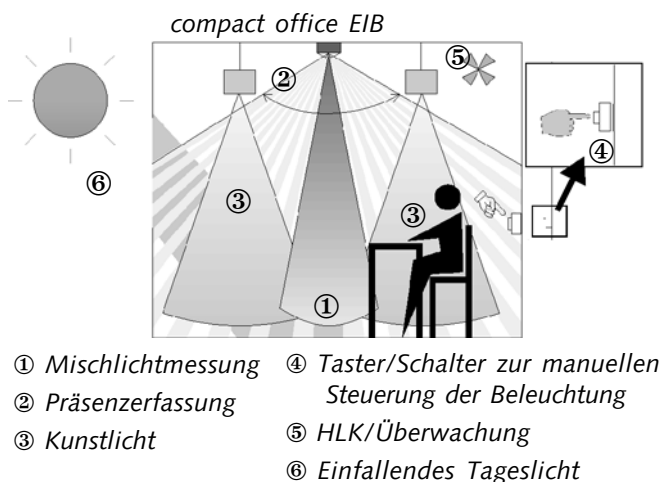 compact office EIB
②
⑤
④
⑥
③
③
①
① Mischlichtmessung
② Präsenzerfassung
③ Kunstlicht
④ Taster/Schalter zur manuellen
Steuerung der Beleuchtung
⑤ HLK/Überwachung
⑥ Einfallendes Tageslicht